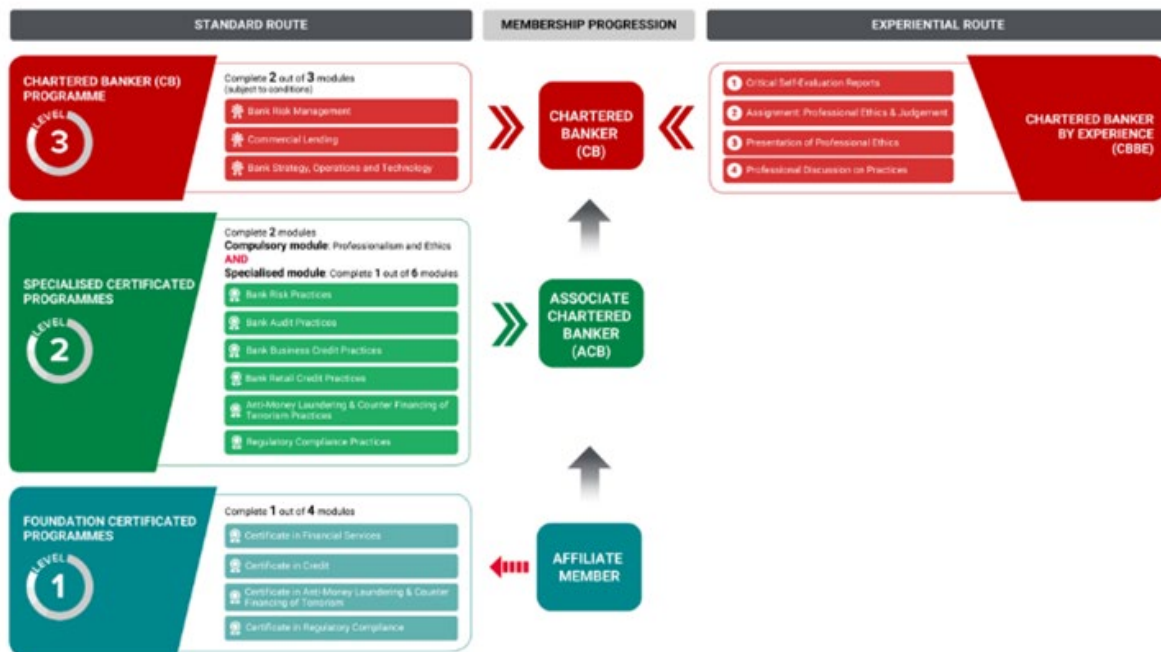 STANDARD ROUTE
MEMBERSHIP PROGRESSION
EXPERIENTIAL ROUTE
CHARTERED BANKER (CB)
PROGRAMME
LEVEL
3
Complete 2 out of 3 modules
(subject to conditions)
Bank Risk Management
Commercial Lending
Bank Strategy, Operations and Technology
CHARTERED
BANKER
(CB)
1 Critical Self-Evaluation Reports
2 Assignment: Professional Ethics & Judgement
3 Presentation of Professional Ethics
4 Professional Discussion on Practices
CHARTERED BANKER
BY EXPERIENCE
(CBBE)
SPECIALISED CERTIFICATED
PROGRAMMES
LEVEL
2
Complete 2 modules
Compulsory module: Professionalism and Ethics
AND
Specialised module: Complete 1 out of 6 modules
Bank Risk Practices
Bank Audit Practices
Bank Business Credit Practices
Bank Retail Credit Practices
Anti-Money Laundering & Counter Financing of
Terrorism Practices
Regulatory Compliance Practices
ASSOCIATE
CHARTERED
BANKER
(ACB)
FOUNDATION CERTIFICATED
PROGRAMMES
LEVEL
1
Complete 1 out of 4 modules
Certificate in Financial Services
Certificate in Credit
Certificate in Anti-Money Laundering & Counter
Financing of Terrorism
Certificate in Regulatory Compliance
AFFILIATE
MEMBER